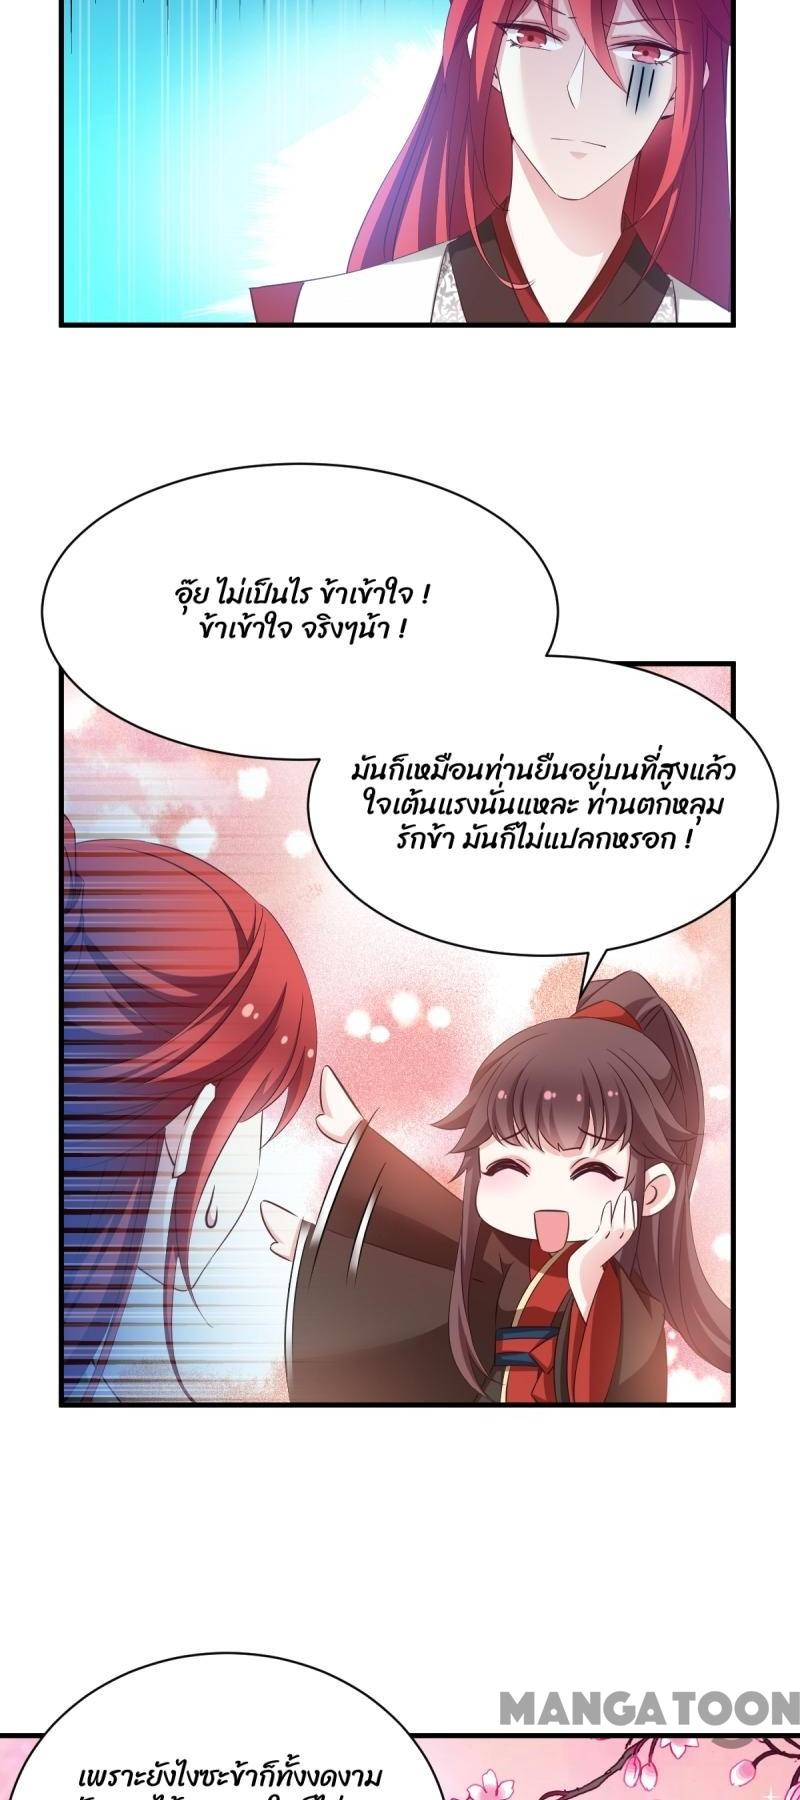 อุ๊ย ไม่เป็นไร ข้าเข้าใจ !
ข้าเข้าใจ จริงๆน้า !
มันก็เหมือนท่านยืนอยู่บนที่สูงแล้ว
ใจเต้นแรงนั่นแหละ ท่านตกหลุม
รักข้า มันก็ไม่แปลกหรอก !
MANGATOON
เพราะยังไงซะข้าก็ทั้งงดงาม